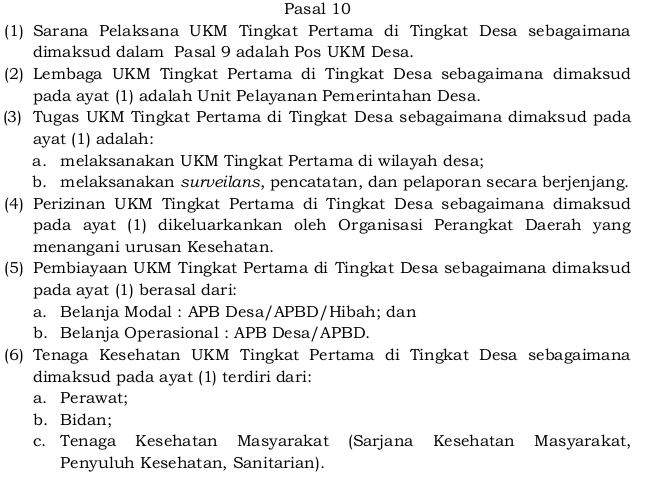 Pasal 10
(1) Sarana Pelaksana UKM Tingkat Pertama di Tingkat Desa sebagaimana
dimaksud dalam Pasal 9 adalah Pos UKM Desa.
(2) Lembaga UKM Tingkat Pertama di Tingkat Desa sebagaimana dimaksud
pada ayat (1) adalah Unit Pelayanan Pemerintahan Desa.
(3) Tugas UKM Tingkat Pertama di Tingkat Desa sebagaimana dimaksud pada
ayat (1) adalah:
a. melaksanakan UKM Tingkat Pertama di wilayah desa;
b. melaksanakan surveilans, pencatatan, dan pelaporan secara berjenjang.
(4) Perizinan UKM Tingkat Pertama di Tingkat Desa sebagaimana dimaksud
pada ayat (1) dikeluarkankan oleh Organisasi Perangkat Daerah yang
menangani urusan Kesehatan.
(5) Pembiayaan UKM Tingkat Pertama di Tingkat Desa sebagaimana dimaksud
pada ayat (1) berasal dari:
a. Belanja Modal : APB Desa/APBD/Hibah; dan
b. Belanja Operasional : APB Desa/APBD.
(6) Tenaga Kesehatan UKM Tingkat Pertama di Tingkat Desa sebagaimana
dimaksud pada ayat (1) terdiri dari:
a. Perawat;
b. Bidan;
c. Tenaga Kesehatan Masyarakat (Sarjana Kesehatan Masyarakat,
Penyuluh Kesehatan, Sanitarian).